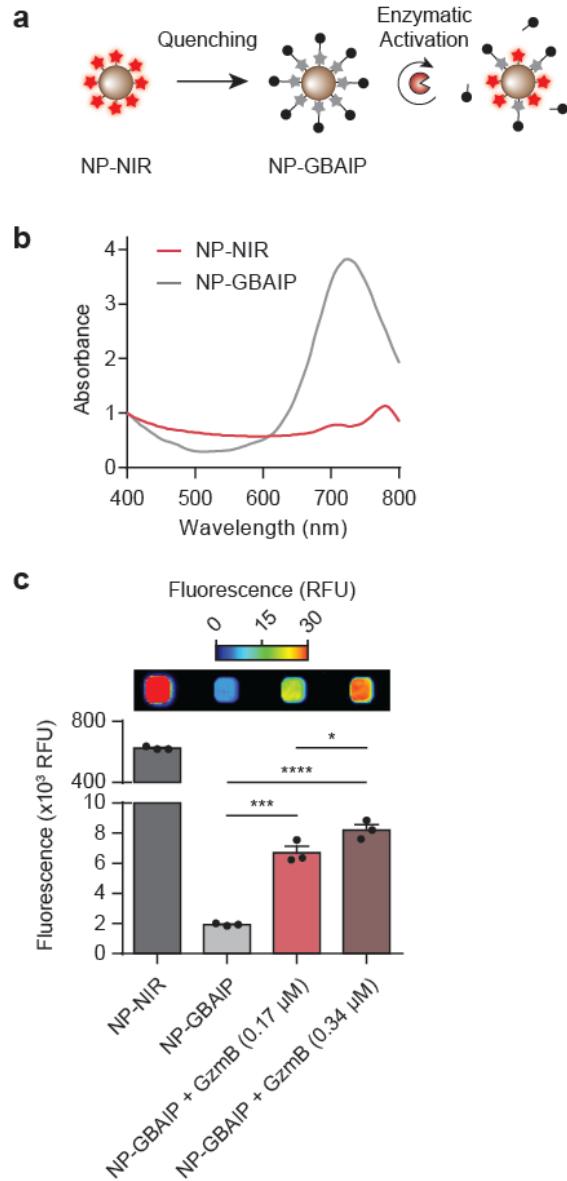 a
Quenching
Enzymatic
Activation
NP-NIR
NP-GBAIP
b
NP-NIR
NP-GBAIP
Absorbance
4
3
2
1
0
400 500 600 700 800
Wavelength (nm)
c
Fluorescence (RFU)
0 15 30
Fluorescence (x10³ RFU)
800
400
10
8
6
4
2
0
*
****
***
NP-NIR
NP-GBAIP
NP-GBAIP + GzmB (0.17 µM)
NP-GBAIP + GzmB (0.34 µM)